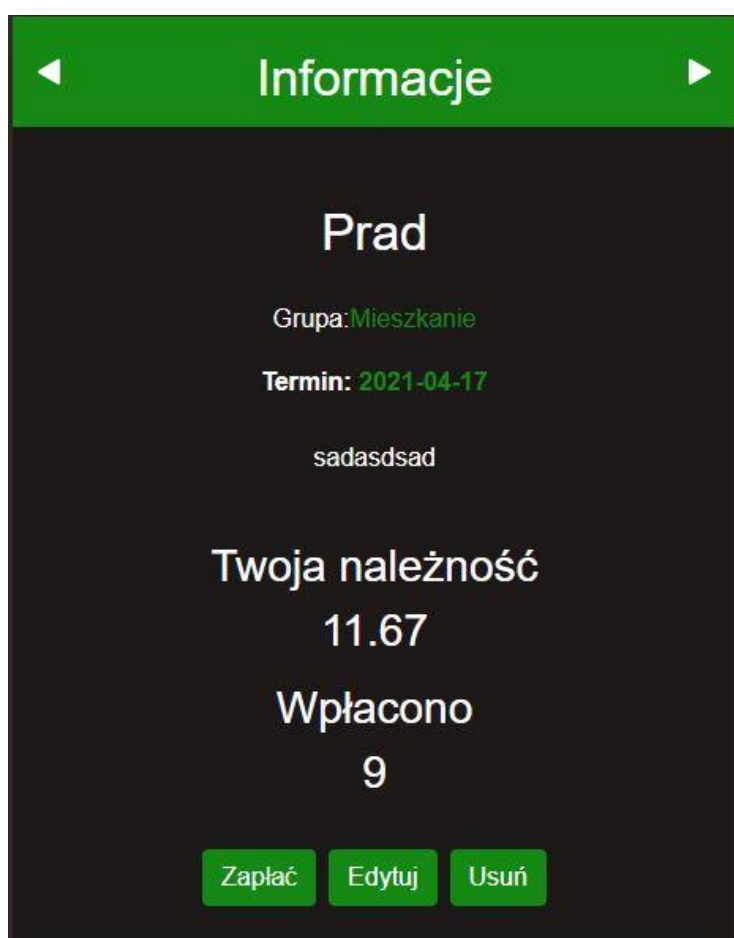 Informacje
Prad
Grupa:Mieszkanie
Termin: 2021-04-17
sadasdsad
Twoja należność
11.67
Wpłacono
9
Zapłać Edytuj Usuń